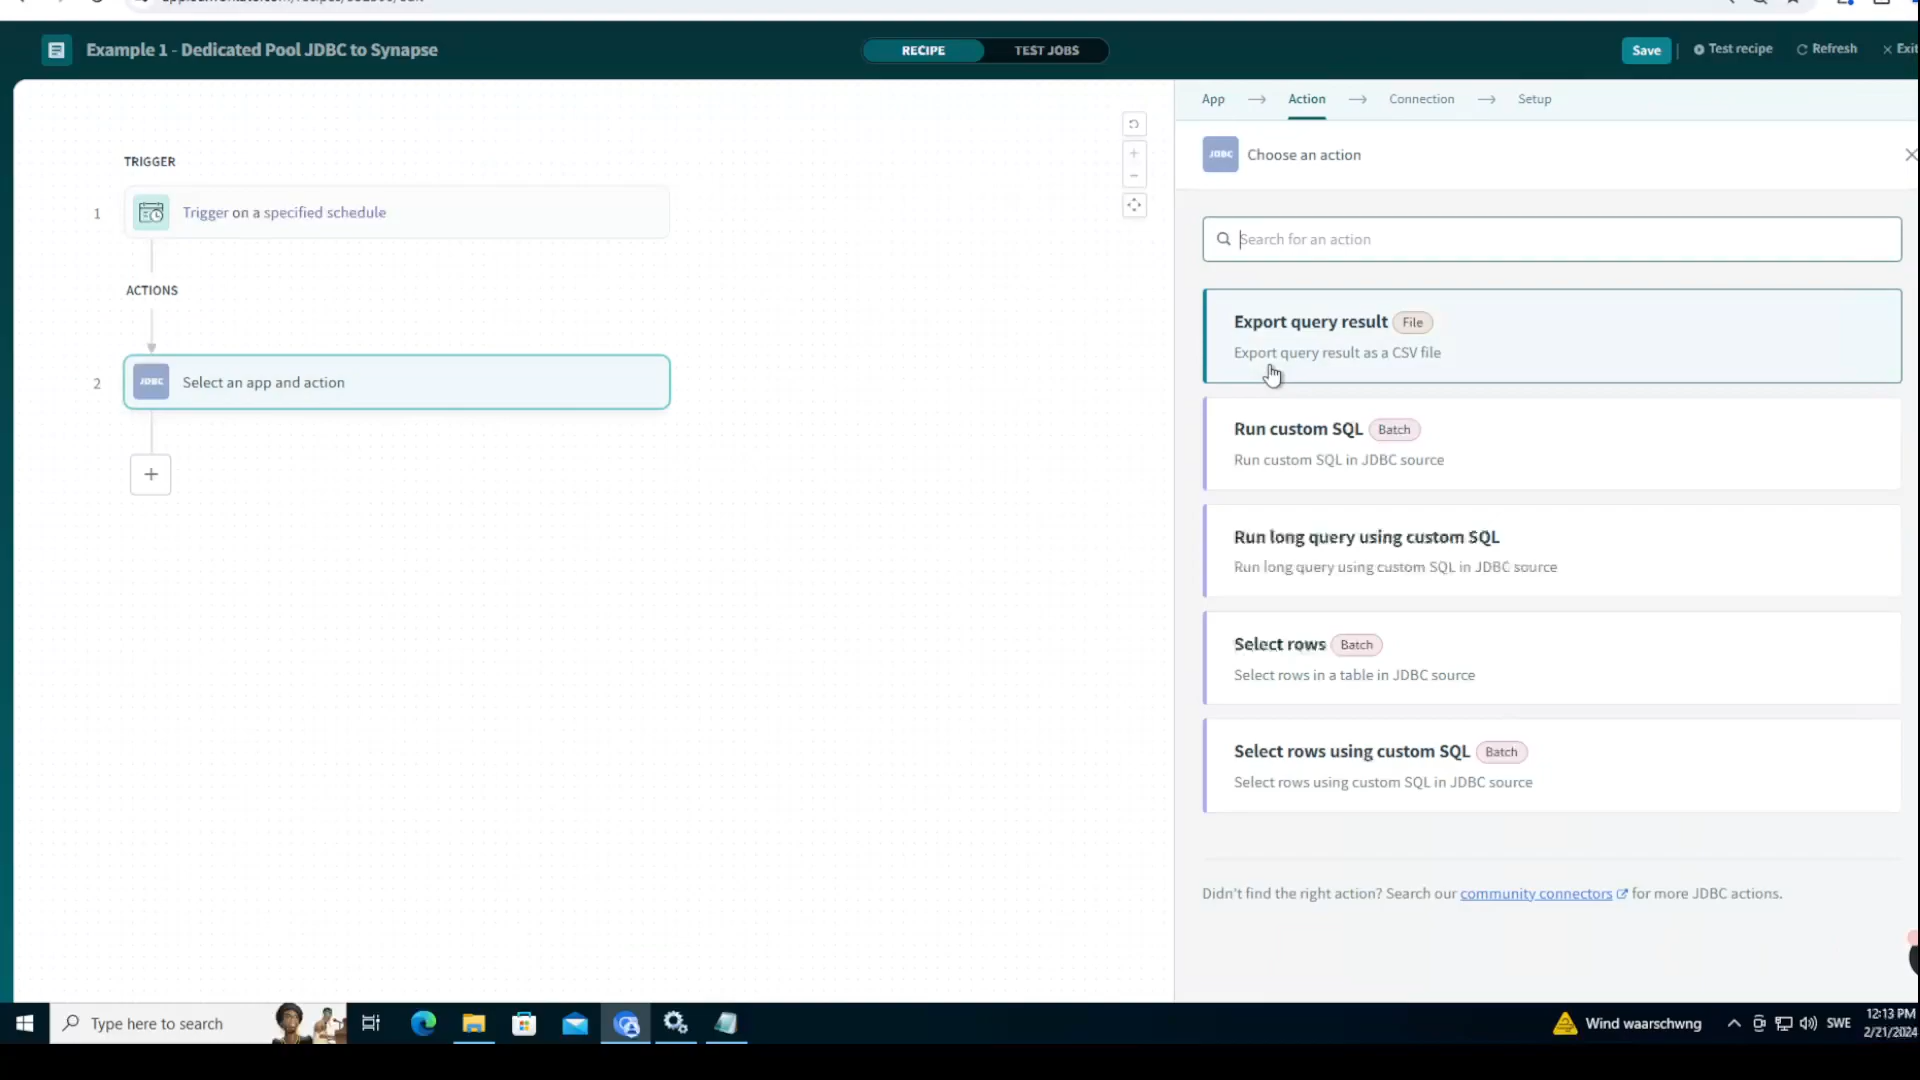 Example 1 - Dedicated Pool JDBC to Synapse
RECIPE
TEST JOBS
Save
Test recipe
Refresh
Exit
App
Action
Connection
Setup
JDBC
Choose an action
TRIGGER
1
Trigger on a specified schedule
ACTIONS
2
JDBC
Select an app and action
Search for an action
Export query result File
Export query result as a CSV file
Run custom SQL Batch
Run custom SQL in JDBC source
Run long query using custom SQL
Run long query using custom SQL in JDBC source
Select rows Batch
Select rows in a table in JDBC source
Select rows using custom SQL Batch
Select rows using custom SQL in JDBC source
Didn't find the right action? Search our community connectors for more JDBC actions.
Type here to search
Wind waarschwng
SWE
12:13 PM
2/21/2024